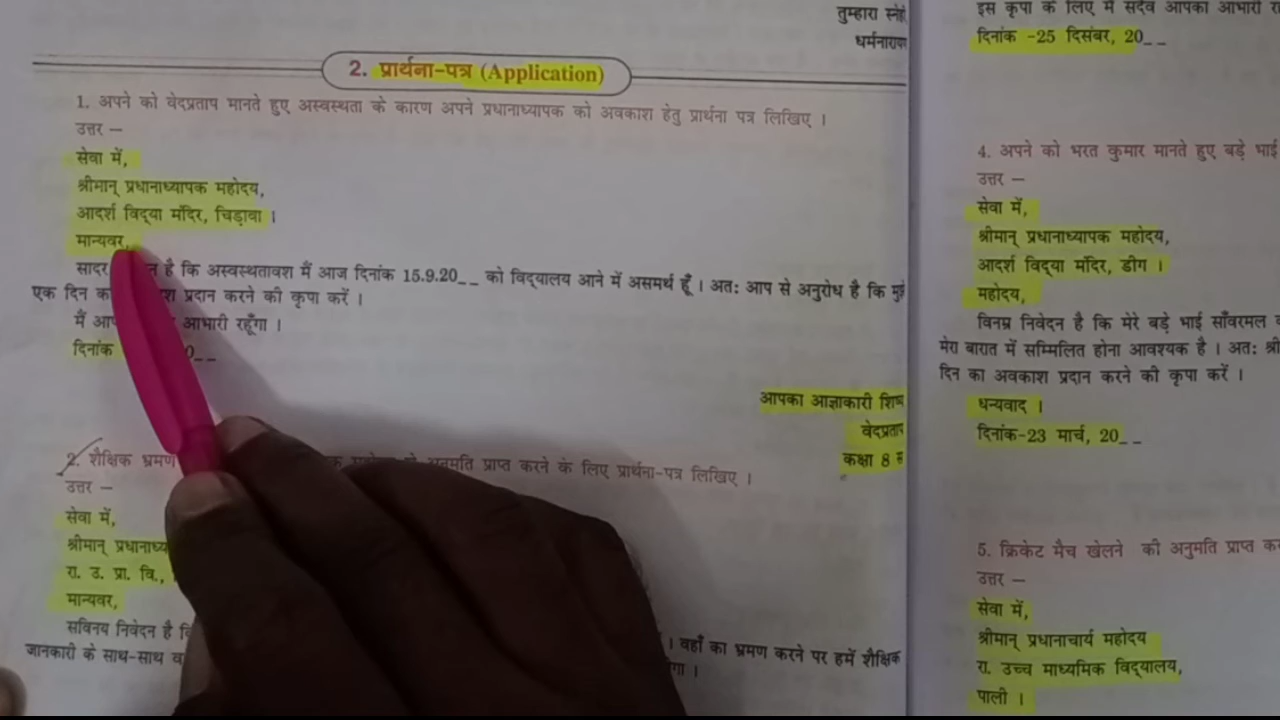 तुम्हारा स्नेही
धर्मनारायण
2. प्रार्थना-पत्र (Application)
1. अपने को वेदप्रताप मानते हुए अस्वस्थता के कारण अपने प्रधानाध्यापक को अवकाश हेतु प्रार्थना पत्र लिखिए ।
उत्तर –
सेवा में,
श्रीमान् प्रधानाध्यापक महोदय,
आदर्श विद्या मंदिर, चिड़ावा ।
मान्यवर,
सादर है कि अस्वस्थतावश मैं आज दिनांक 15.9.20_ _ को विद्यालय आने में असमर्थ हूँ । अतः आप से अनुरोध है कि मुझे
एक दिन का प्रदान करने की कृपा करें ।
मैं आभारी रहूँगा ।
दिनांक 0_ _
आपका आज्ञाकारी शिष्य
वेदप्रताप
कक्षा 8
2. शैक्षिक भ्रमण अनुमति प्राप्त करने के लिए प्रार्थना-पत्र लिखिए ।
उत्तर –
सेवा में,
श्रीमान् प्रधानाध्य
रा. उ. प्रा. वि.,
मान्यवर,
सविनय निवेदन है । वहाँ का भ्रमण करने पर हमें शैक्षिक
जानकारी के साथ-साथ
इस कृपा के लिए मैं सदैव आपका आभारी
दिनांक -25 दिसंबर, 20_ _
4. अपने को भरत कुमार मानते हुए बड़े भाई
उत्तर –
सेवा में,
श्रीमान् प्रधानाध्यापक महोदय,
आदर्श विद्या मंदिर, डीग ।
महोदय,
विनम्र निवेदन है कि मेरे बड़े भाई साँवरमल
मेरा बारात में सम्मिलित होना आवश्यक है । अतः
दिन का अवकाश प्रदान करने की कृपा करें ।
धन्यवाद ।
दिनांक-23 मार्च, 20_ _
5. क्रिकेट मैच खेलने की अनुमति प्राप्त
उत्तर –
सेवा में,
श्रीमान् प्रधानाचार्य महोदय
रा. उच्च माध्यमिक विद्यालय,
पाली ।